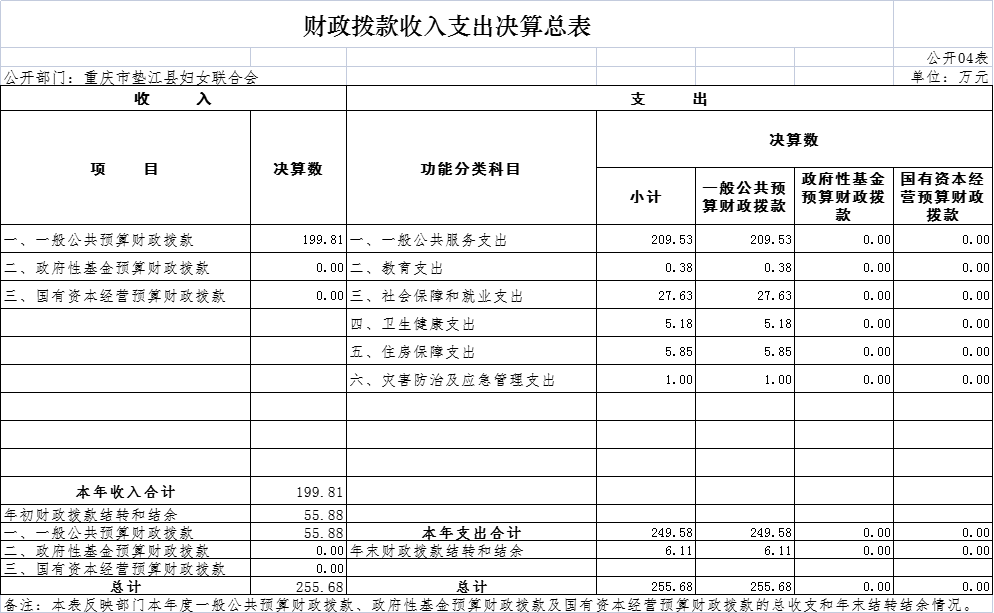 财政拨款收入支出决算总表
公开04表
公开部门：重庆市垫江县妇女联合会 单位：万元
收 入 支 出
项 目 决算数 功能分类科目 决算数
小计 一般公共预算财政拨款 政府性基金预算财政拨款 国有资本经营预算财政拨款
一、一般公共预算财政拨款 199.81 一、一般公共服务支出 209.53 209.53 0.00 0.00
二、政府性基金预算财政拨款 0.00 二、教育支出 0.38 0.38 0.00 0.00
三、国有资本经营预算财政拨款 0.00 三、社会保障和就业支出 27.63 27.63 0.00 0.00
四、卫生健康支出 5.18 5.18 0.00 0.00
五、住房保障支出 5.85 5.85 0.00 0.00
六、灾害防治及应急管理支出 1.00 1.00 0.00 0.00
本年收入合计 199.81
年初财政拨款结转和结余 55.88
一、一般公共预算财政拨款 55.88 本年支出合计 249.58 249.58 0.00 0.00
二、政府性基金预算财政拨款 0.00 年末财政拨款结转和结余 6.11 6.11 0.00 0.00
三、国有资本经营预算财政拨款 0.00
总计 255.68 总计 255.68 255.68 0.00 0.00
备注：本表反映部门本年度一般公共预算财政拨款、政府性基金预算财政拨款及国有资本经营预算财政拨款的总收支和年末结转结余情况。